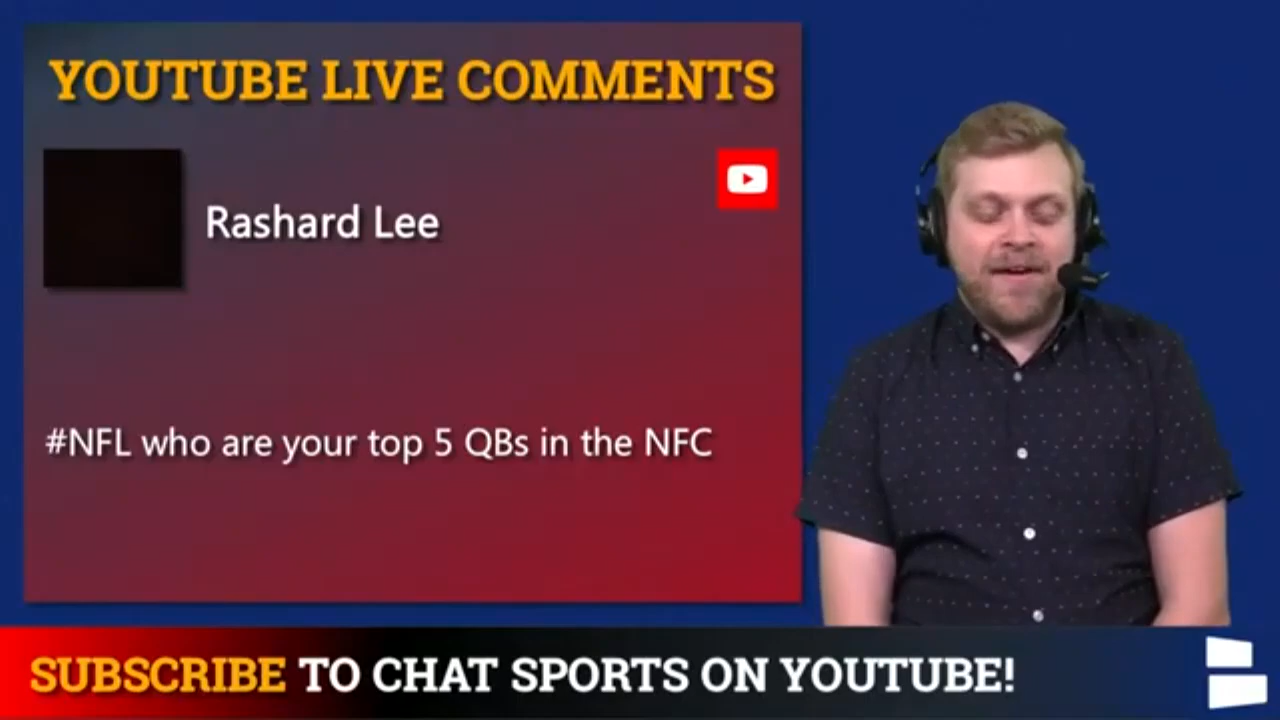 YOUTUBE LIVE COMMENTS
Rashard Lee
#NFL who are your top 5 QBs in the NFC
SUBSCRIBE TO CHAT SPORTS ON YOUTUBE!